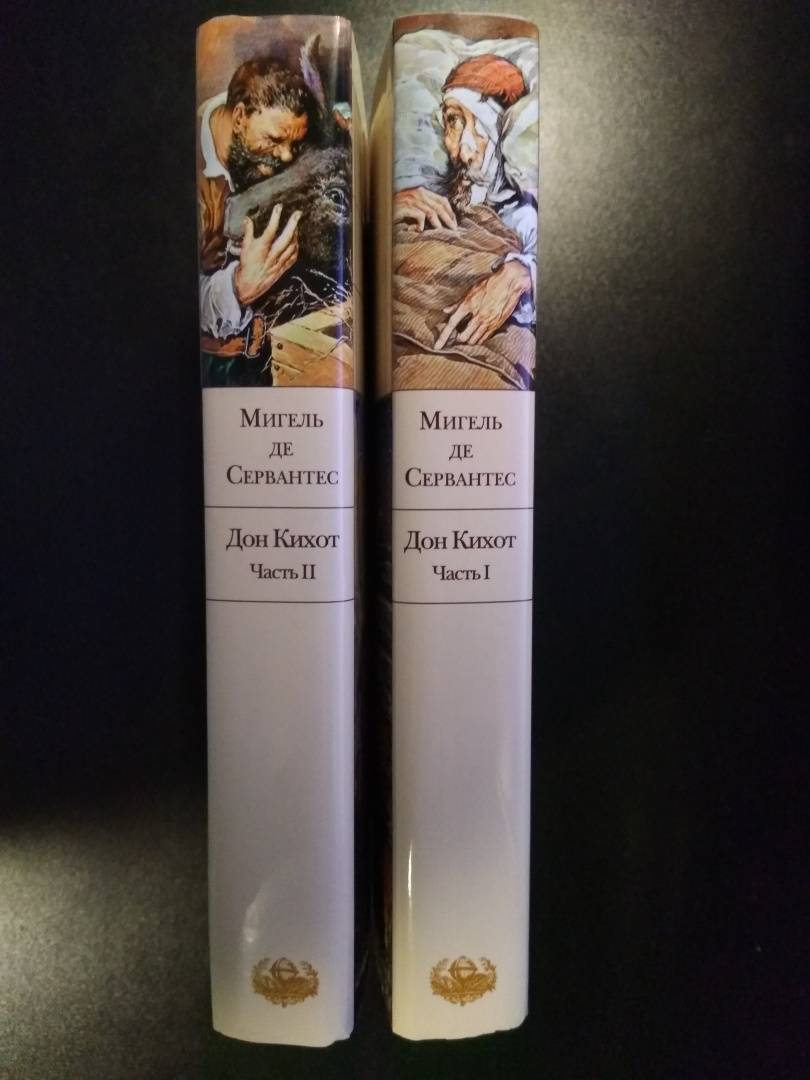 Мигель
де
Сервантес
Дон Кихот
Часть II
Мигель
де
Сервантес
Дон Кихот
Часть I